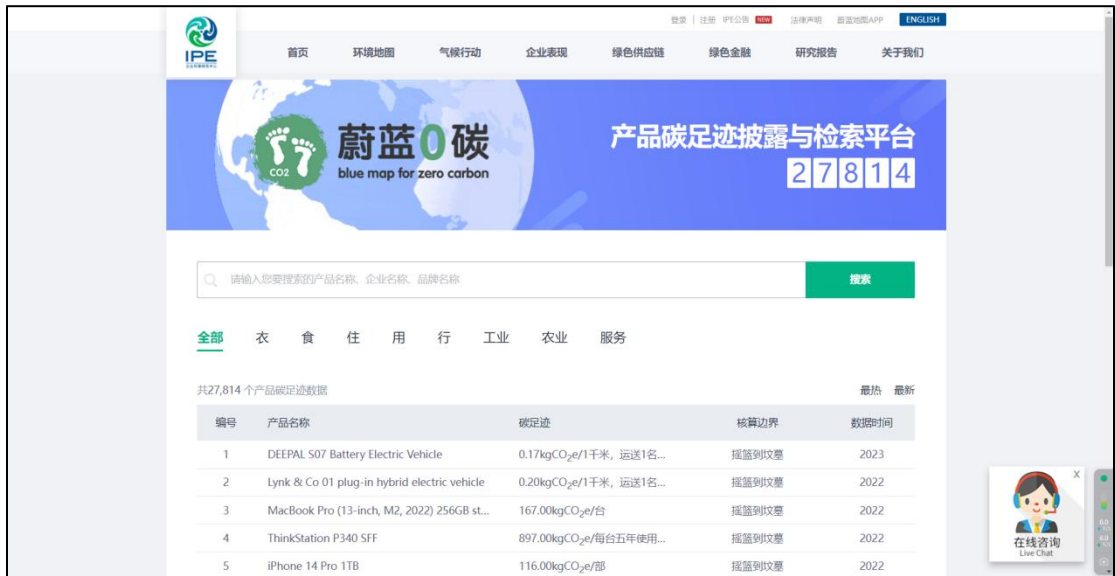 登录 | 注册 IPE公告 NEW 法律声明 蔚蓝地图APP ENGLISH
IPE
首页 环境地图 气候行动 企业表现 绿色供应链 绿色金融 研究报告 关于我们
CO2
蔚蓝0碳
blue map for zero carbon
产品碳足迹披露与检索平台
27814
请输入您要搜索的产品名称、企业名称、品牌名称 搜索
全部 衣 食 住 用 行 工业 农业 服务
共27,814 个产品碳足迹数据 最热 最新
编号 产品名称 碳足迹 核算边界 数据时间
1 DEEPAL S07 Battery Electric Vehicle 0.17kgCO₂e/1千米，运送1名... 摇篮到坟墓 2023
2 Lynk & Co 01 plug-in hybrid electric vehicle 0.20kgCO₂e/1千米，运送1名... 摇篮到坟墓 2022
3 MacBook Pro (13-inch, M2, 2022) 256GB st... 167.00kgCO₂e/台 摇篮到坟墓 2022
4 ThinkStation P340 SFF 897.00kgCO₂e/每台五年使用... 摇篮到坟墓 2022
5 iPhone 14 Pro 1TB 116.00kgCO₂e/部 摇篮到坟墓 2022
X
在线咨询
Live Chat